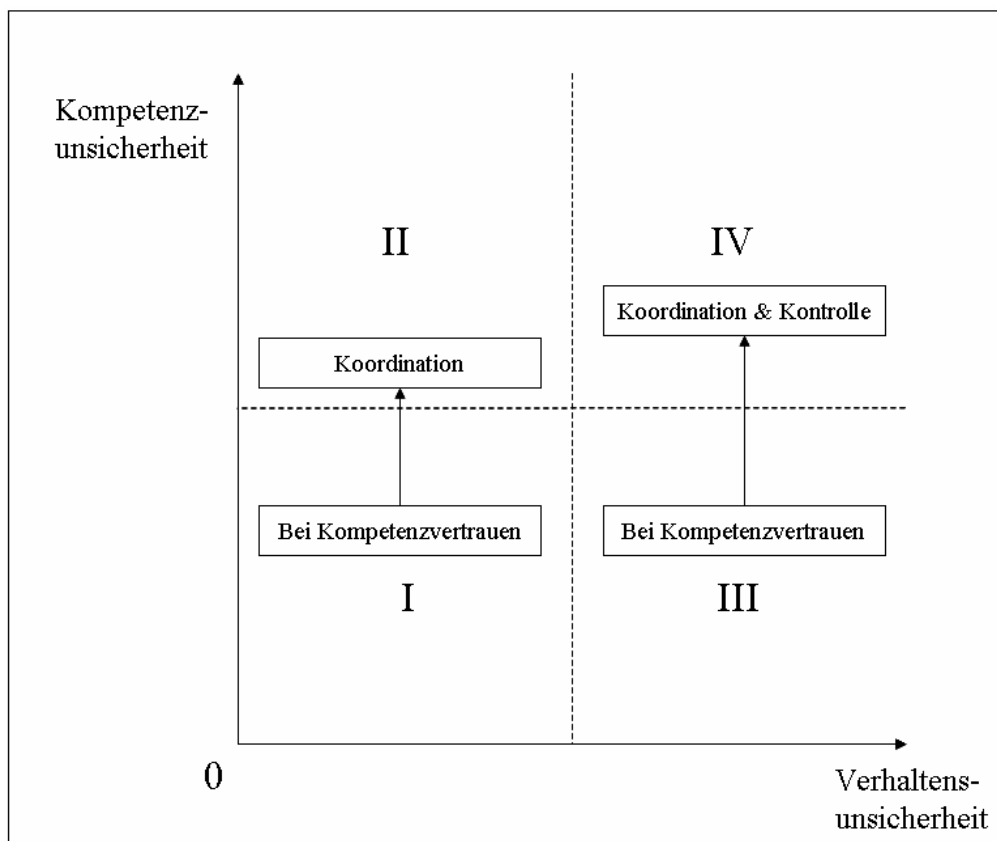 Kompetenz-
unsicherheit
II
IV
Koordination & Kontrolle
Koordination
Bei Kompetenzvertrauen
Bei Kompetenzvertrauen
I
III
0
Verhaltens-
unsicherheit